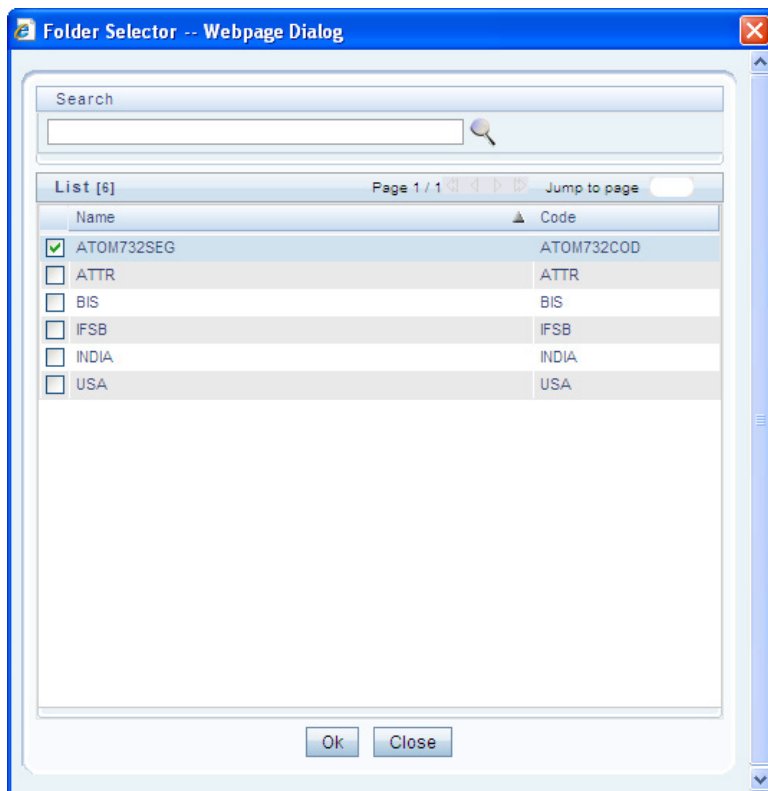 Folder Selector -- Webpage Dialog
Search
List [6] Page 1 / 1 Jump to page
Name Code
ATOM732SEG ATOM732COD
ATTR ATTR
BIS BIS
IFSB IFSB
INDIA INDIA
USA USA
Ok Close